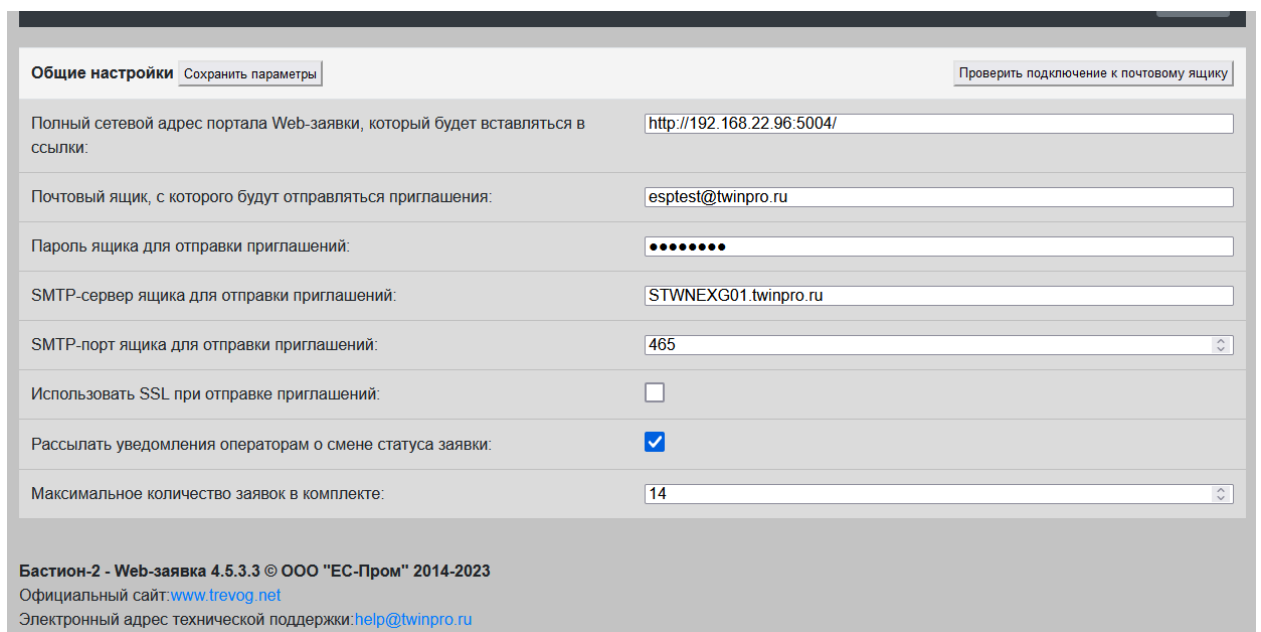 Общие настройки Сохранить параметры Проверить подключение к почтовому ящику
Полный сетевой адрес портала Web-заявки, который будет вставляться в
ссылки:
http://192.168.22.96:5004/
Почтовый ящик, с которого будут отправляться приглашения: esptest@twinpro.ru
Пароль ящика для отправки приглашений: ●●●●●●●●
SMTP-сервер ящика для отправки приглашений: STWNEXG01.twinpro.ru
SMTP-порт ящика для отправки приглашений: 465
Использовать SSL при отправке приглашений:
Рассылать уведомления операторам о смене статуса заявки:
Максимальное количество заявок в комплекте: 14
Бастион-2 - Web-заявка 4.5.3.3 © ООО "ЕС-Пром" 2014-2023
Официальный сайт:www.trevog.net
Электронный адрес технической поддержки:help@twinpro.ru